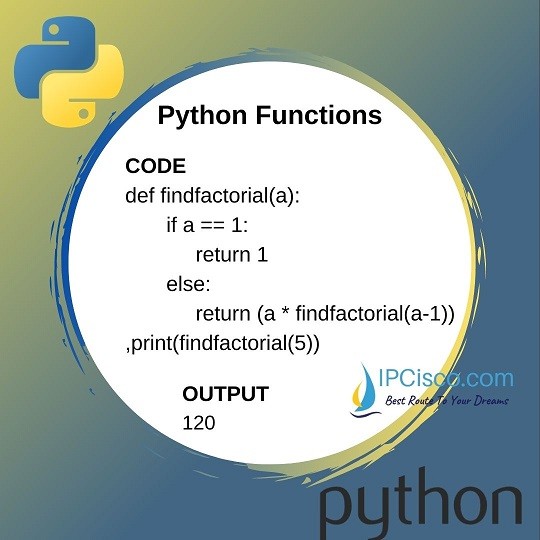 Python Functions
CODE
def findfactorial(a):
if a == 1:
return 1
else:
return (a * findfactorial(a-1))
,print(findfactorial(5))
OUTPUT
120
IPCisco.com
Best Route To Your Dreams
python